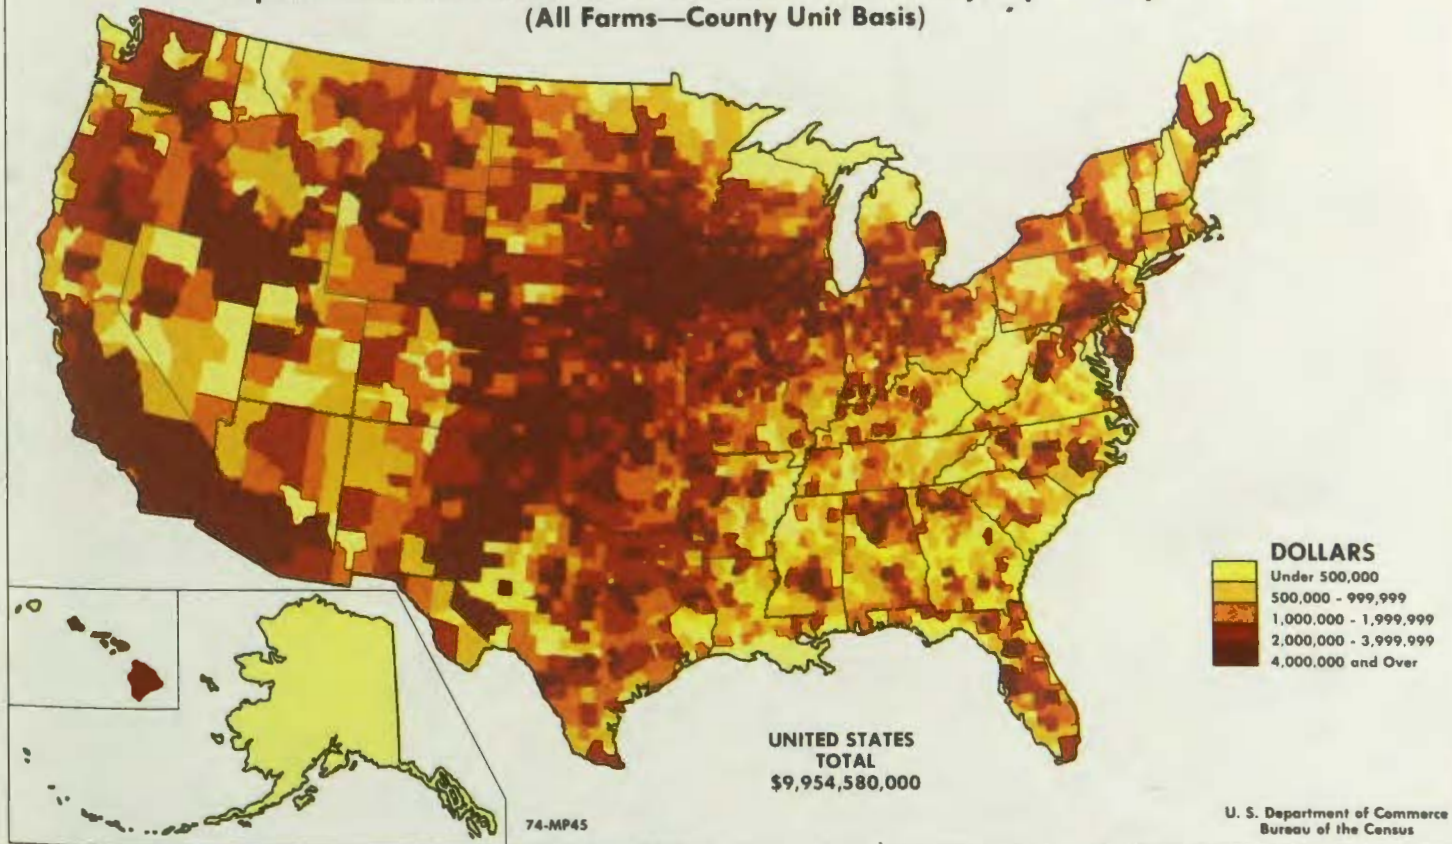 (All Farms—County Unit Basis)
DOLLARS
Under 500,000
500,000 - 999,999
1,000,000 - 1,999,999
2,000,000 - 3,999,999
4,000,000 and Over
UNITED STATES
TOTAL
$9,954,580,000
74-MP45
U. S. Department of Commerce
Bureau of the Census